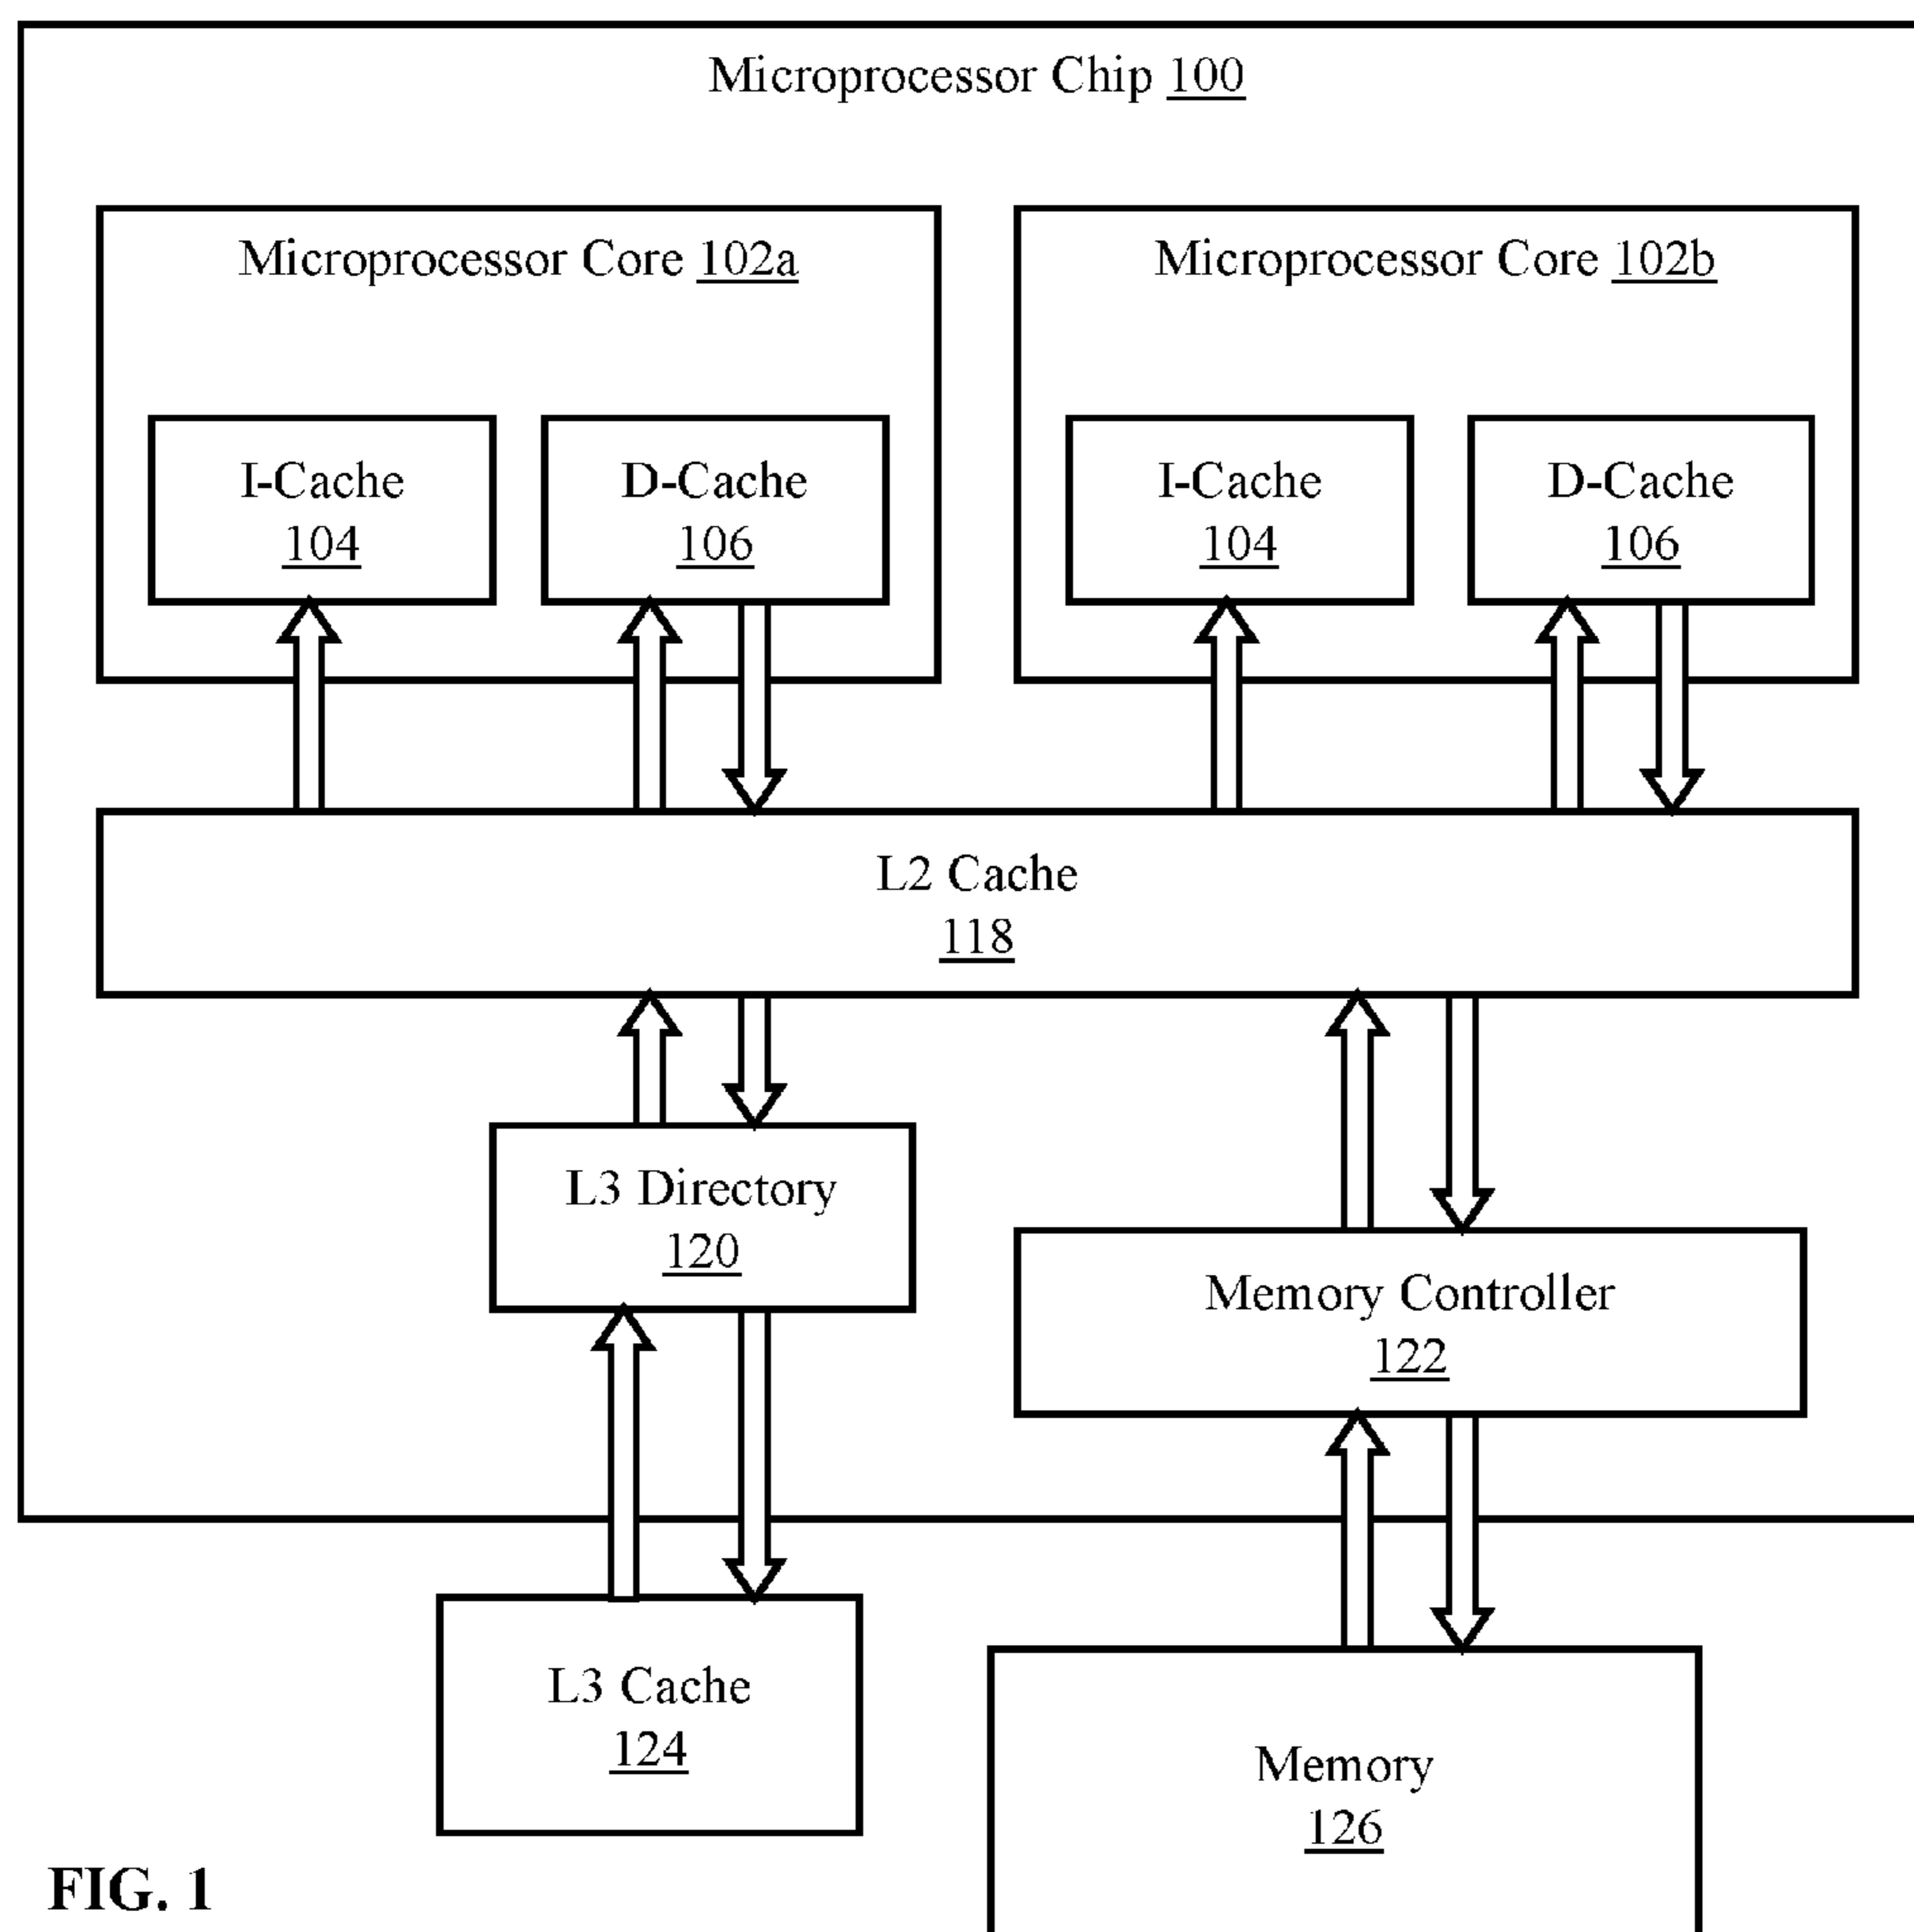 Microprocessor Chip 100
Microprocessor Core 102a
Microprocessor Core 102b
I-Cache
104
D-Cache
106
I-Cache
104
D-Cache
106
L2 Cache
118
L3 Directory
120
Memory Controller
122
L3 Cache
124
Memory
126
FIG. 1